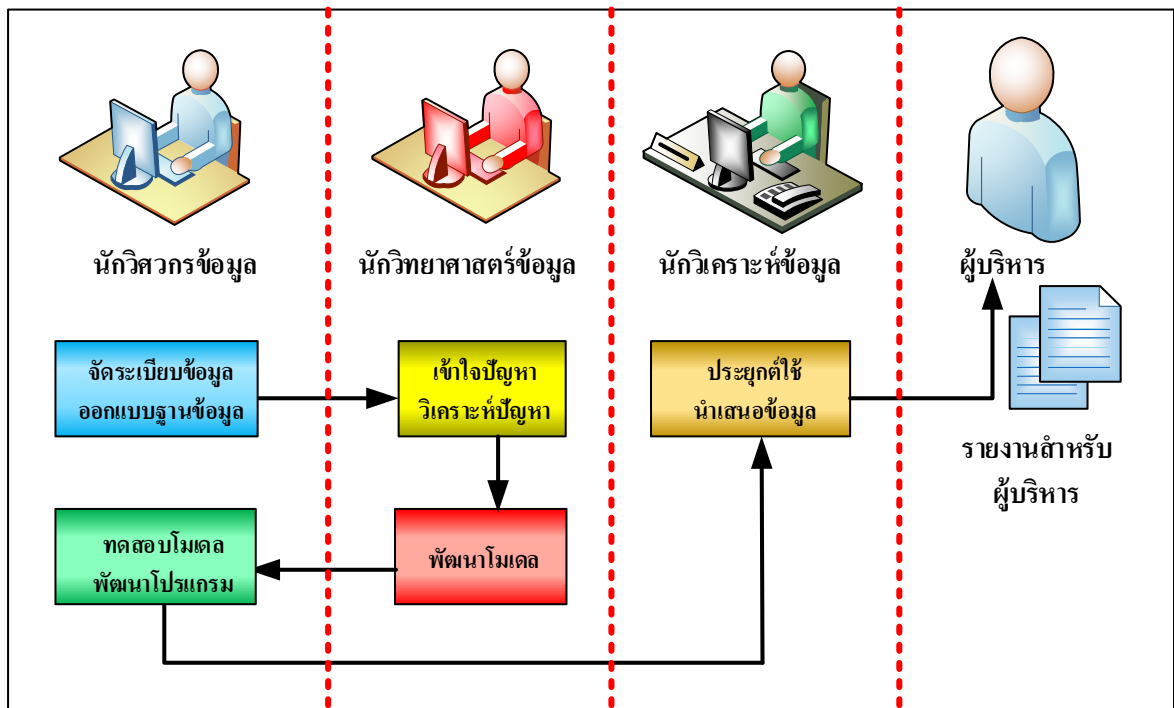 นักวิศวกรข้อมูล
นักวิทยาศาสตร์ข้อมูล
นักวิเคราะห์ข้อมูล
ผู้บริหาร
จัดระเบียบข้อมูล
ออกแบบฐานข้อมูล
เข้าใจปัญหา
วิเคราะห์ปัญหา
ประยุกต์ใช้
นำเสนอข้อมูล
รายงานสำหรับ
ผู้บริหาร
ทดสอบโมเดล
พัฒนาโปรแกรม
พัฒนาโมเดล